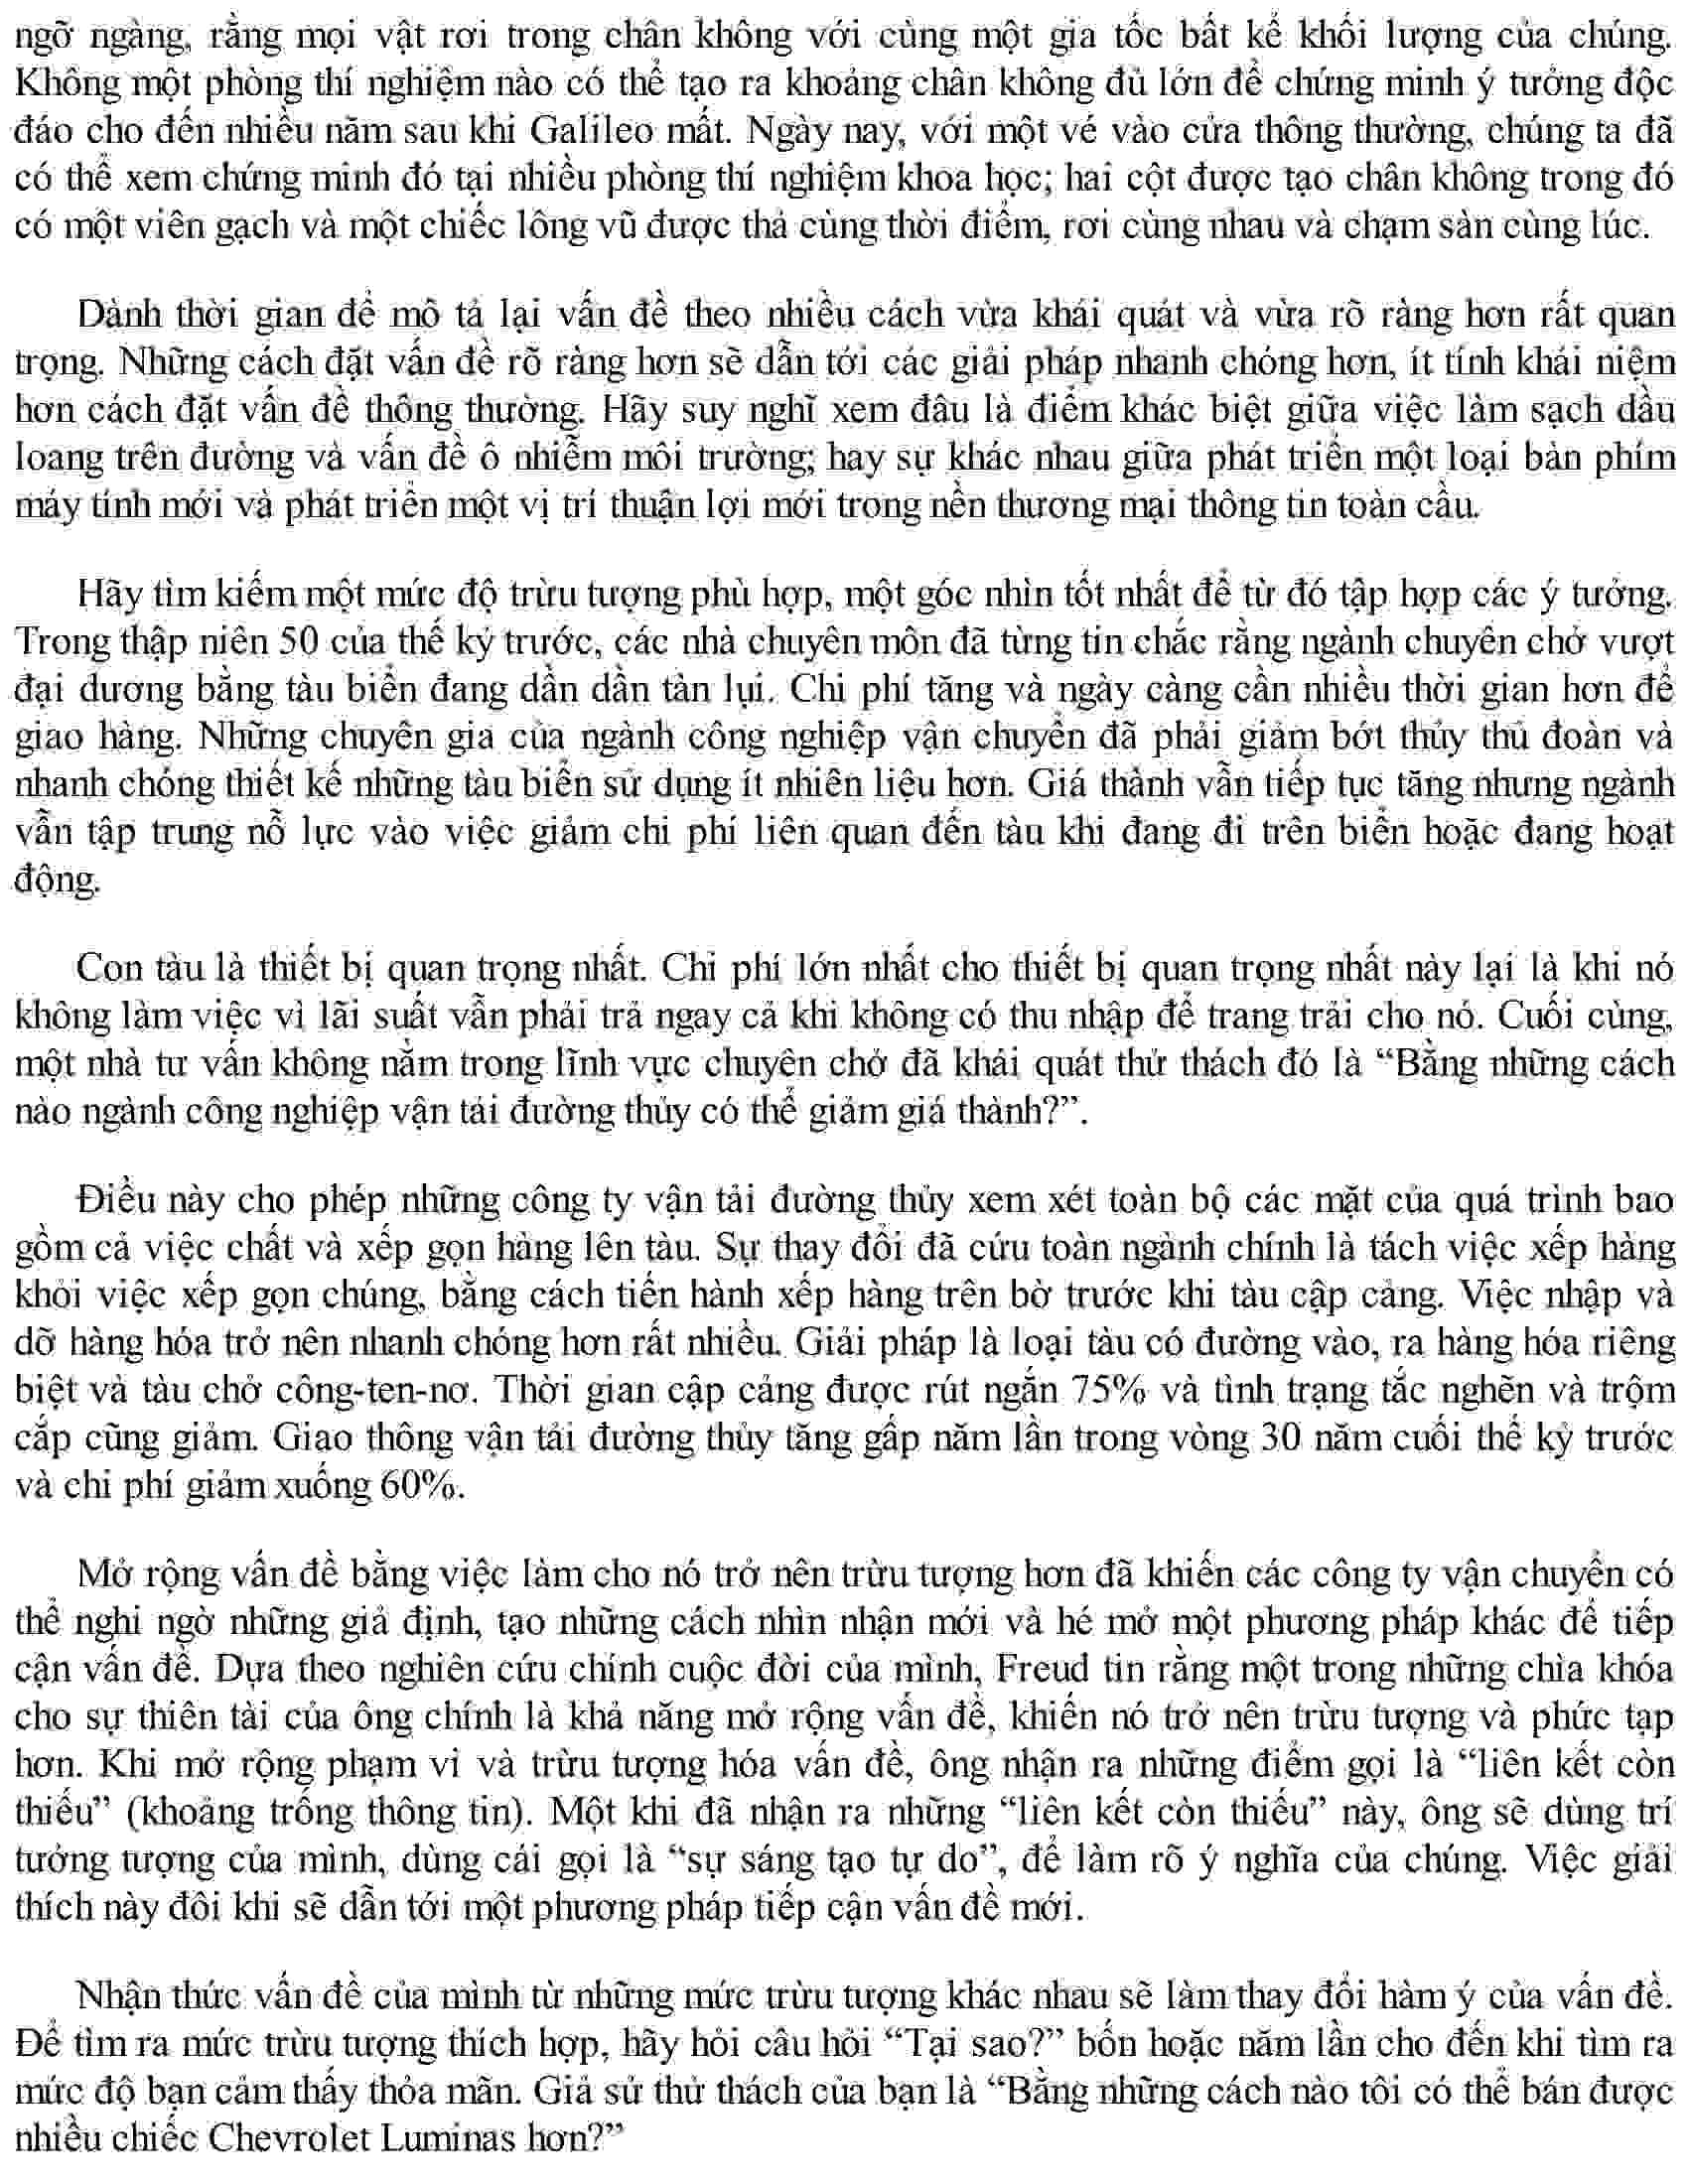 ngỡ ngàng, rằng mọi vật rơi trong chân không với cùng một gia tốc bất kể khối lượng của chúng.
Không một phòng thí nghiệm nào có thể tạo ra khoảng chân không đủ lớn để chứng minh ý tưởng độc
đáo cho đến nhiều năm sau khi Galileo mất. Ngày nay, với một vé vào cửa thông thường, chúng ta đã
có thể xem chứng minh đó tại nhiều phòng thí nghiệm khoa học; hai cột được tạo chân không trong đó
có một viên gạch và một chiếc lông vũ được thả cùng thời điểm, rơi cùng nhau và chạm sàn cùng lúc.
Dành thời gian để mô tả lại vấn đề theo nhiều cách vừa khái quát và vừa rõ ràng hơn rất quan
trọng. Những cách đặt vấn đề rõ ràng hơn sẽ dẫn tới các giải pháp nhanh chóng hơn, ít tính khái niệm
hơn cách đặt vấn đề thông thường. Hãy suy nghĩ xem đâu là điểm khác biệt giữa việc làm sạch dầu
loang trên đường và vấn đề ô nhiễm môi trường; hay sự khác nhau giữa phát triển một loại bàn phím
máy tính mới và phát triển một vị trí thuận lợi mới trong nền thương mại thông tin toàn cầu.
Hãy tìm kiếm một mức độ trừu tượng phù hợp, một góc nhìn tốt nhất để từ đó tập hợp các ý tưởng.
Trong thập niên 50 của thế kỷ trước, các nhà chuyên môn đã từng tin chắc rằng ngành chuyên chở vượt
đại dương bằng tàu biển đang dần dần tàn lụi. Chi phí tăng và ngày càng cần nhiều thời gian hơn để
giao hàng. Những chuyên gia của ngành công nghiệp vận chuyển đã phải giảm bớt thủy thủ đoàn và
nhanh chóng thiết kế những tàu biển sử dụng ít nhiên liệu hơn. Giá thành vẫn tiếp tục tăng nhưng ngành
vẫn tập trung nỗ lực vào việc giảm chi phí liên quan đến tàu khi đang đi trên biển hoặc đang hoạt
động.
Con tàu là thiết bị quan trọng nhất. Chi phí lớn nhất cho thiết bị quan trọng nhất này lại là khi nó
không làm việc vì lãi suất vẫn phải trả ngay cả khi không có thu nhập để trang trải cho nó. Cuối cùng,
một nhà tư vấn không nằm trong lĩnh vực chuyên chở đã khái quát thử thách đó là “Bằng những cách
nào ngành công nghiệp vận tải đường thủy có thể giảm giá thành?”.
Điều này cho phép những công ty vận tải đường thủy xem xét toàn bộ các mặt của quá trình bao
gồm cả việc chất và xếp gọn hàng lên tàu. Sự thay đổi đã cứu toàn ngành chính là tách việc xếp hàng
khỏi việc xếp gọn chúng, bằng cách tiến hành xếp hàng trên bờ trước khi tàu cập cảng. Việc nhập và
dỡ hàng hóa trở nên nhanh chóng hơn rất nhiều. Giải pháp là loại tàu có đường vào, ra hàng hóa riêng
biệt và tàu chở công-ten-nơ. Thời gian cập cảng được rút ngắn 75% và tình trạng tắc nghẽn và trộm
cắp cũng giảm. Giao thông vận tải đường thủy tăng gấp năm lần trong vòng 30 năm cuối thế kỷ trước
và chi phí giảm xuống 60%.
Mở rộng vấn đề bằng việc làm cho nó trở nên trừu tượng hơn đã khiến các công ty vận chuyển có
thể nghi ngờ những giả định, tạo những cách nhìn nhận mới và hé mở một phương pháp khác để tiếp
cận vấn đề. Dựa theo nghiên cứu chính cuộc đời của mình, Freud tin rằng một trong những chìa khóa
cho sự thiên tài của ông chính là khả năng mở rộng vấn đề, khiến nó trở nên trừu tượng và phức tạp
hơn. Khi mở rộng phạm vi và trừu tượng hóa vấn đề, ông nhận ra những điểm gọi là “liên kết còn
thiếu” (khoảng trống thông tin). Một khi đã nhận ra những “liên kết còn thiếu” này, ông sẽ dùng trí
tưởng tượng của mình, dùng cái gọi là “sự sáng tạo tự do”, để làm rõ ý nghĩa của chúng. Việc giải
thích này đôi khi sẽ dẫn tới một phương pháp tiếp cận vấn đề mới.
Nhận thức vấn đề của mình từ những mức trừu tượng khác nhau sẽ làm thay đổi hàm ý của vấn đề.
Để tìm ra mức trừu tượng thích hợp, hãy hỏi câu hỏi “Tại sao?” bốn hoặc năm lần cho đến khi tìm ra
mức độ bạn cảm thấy thỏa mãn. Giả sử thử thách của bạn là “Bằng những cách nào tôi có thể bán được
nhiều chiếc Chevrolet Luminas hơn?”